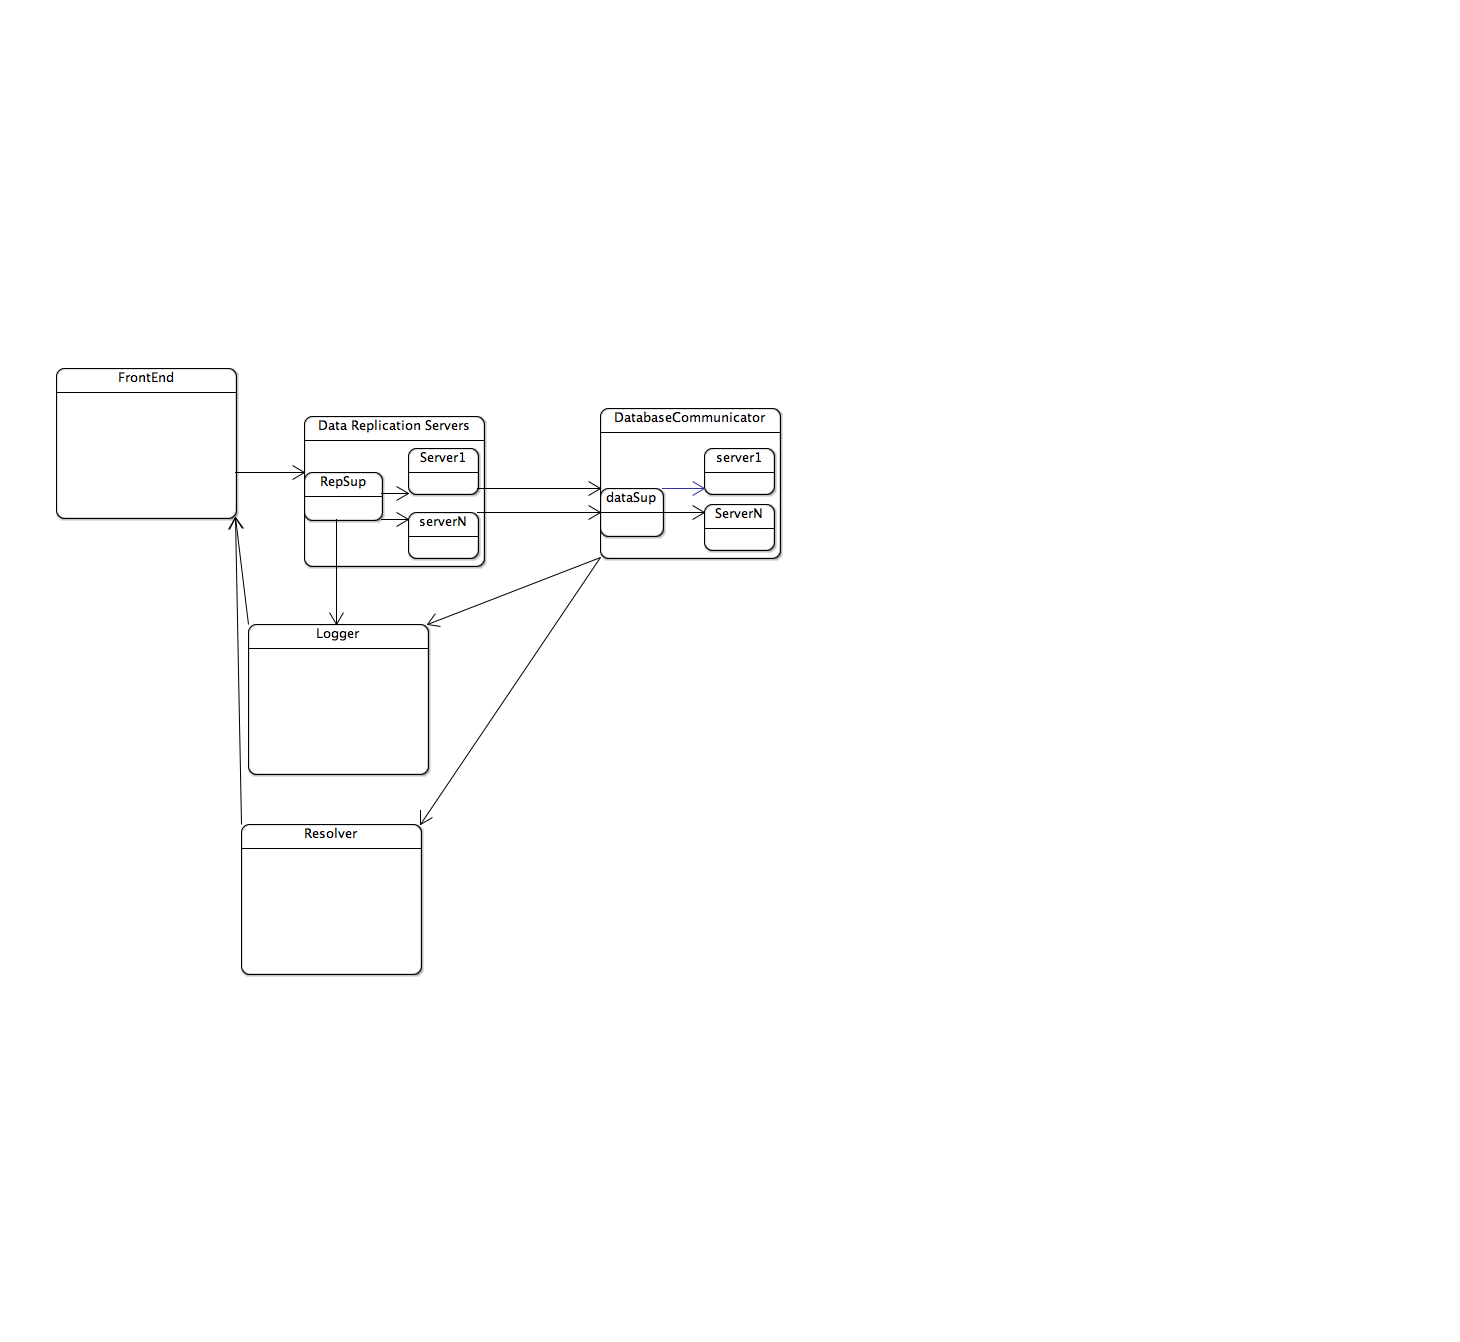 FrontEnd
Data Replication Servers
DatabaseCommunicator
Server1
server1
RepSup
dataSup
serverN
ServerN
Logger
Resolver